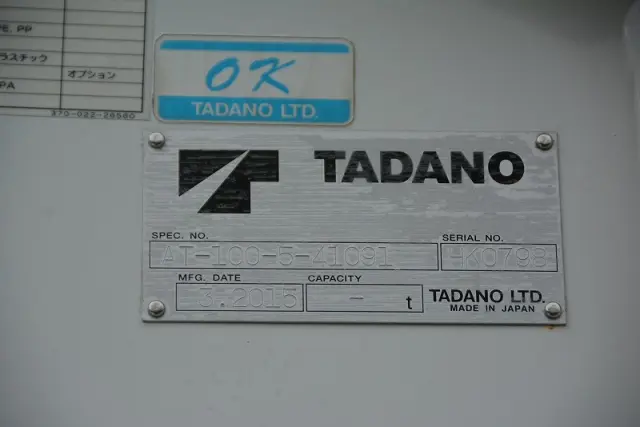 E. PP
ラスチック
オプション
PA
370-022-26580
OK
TADANO LTD.
TADANO
SPEC. NO.
AT-100-5-41091
SERIAL NO.
HK0798
MFG. DATE
3.2015
CAPACITY
- t
TADANO LTD.
MADE IN JAPAN